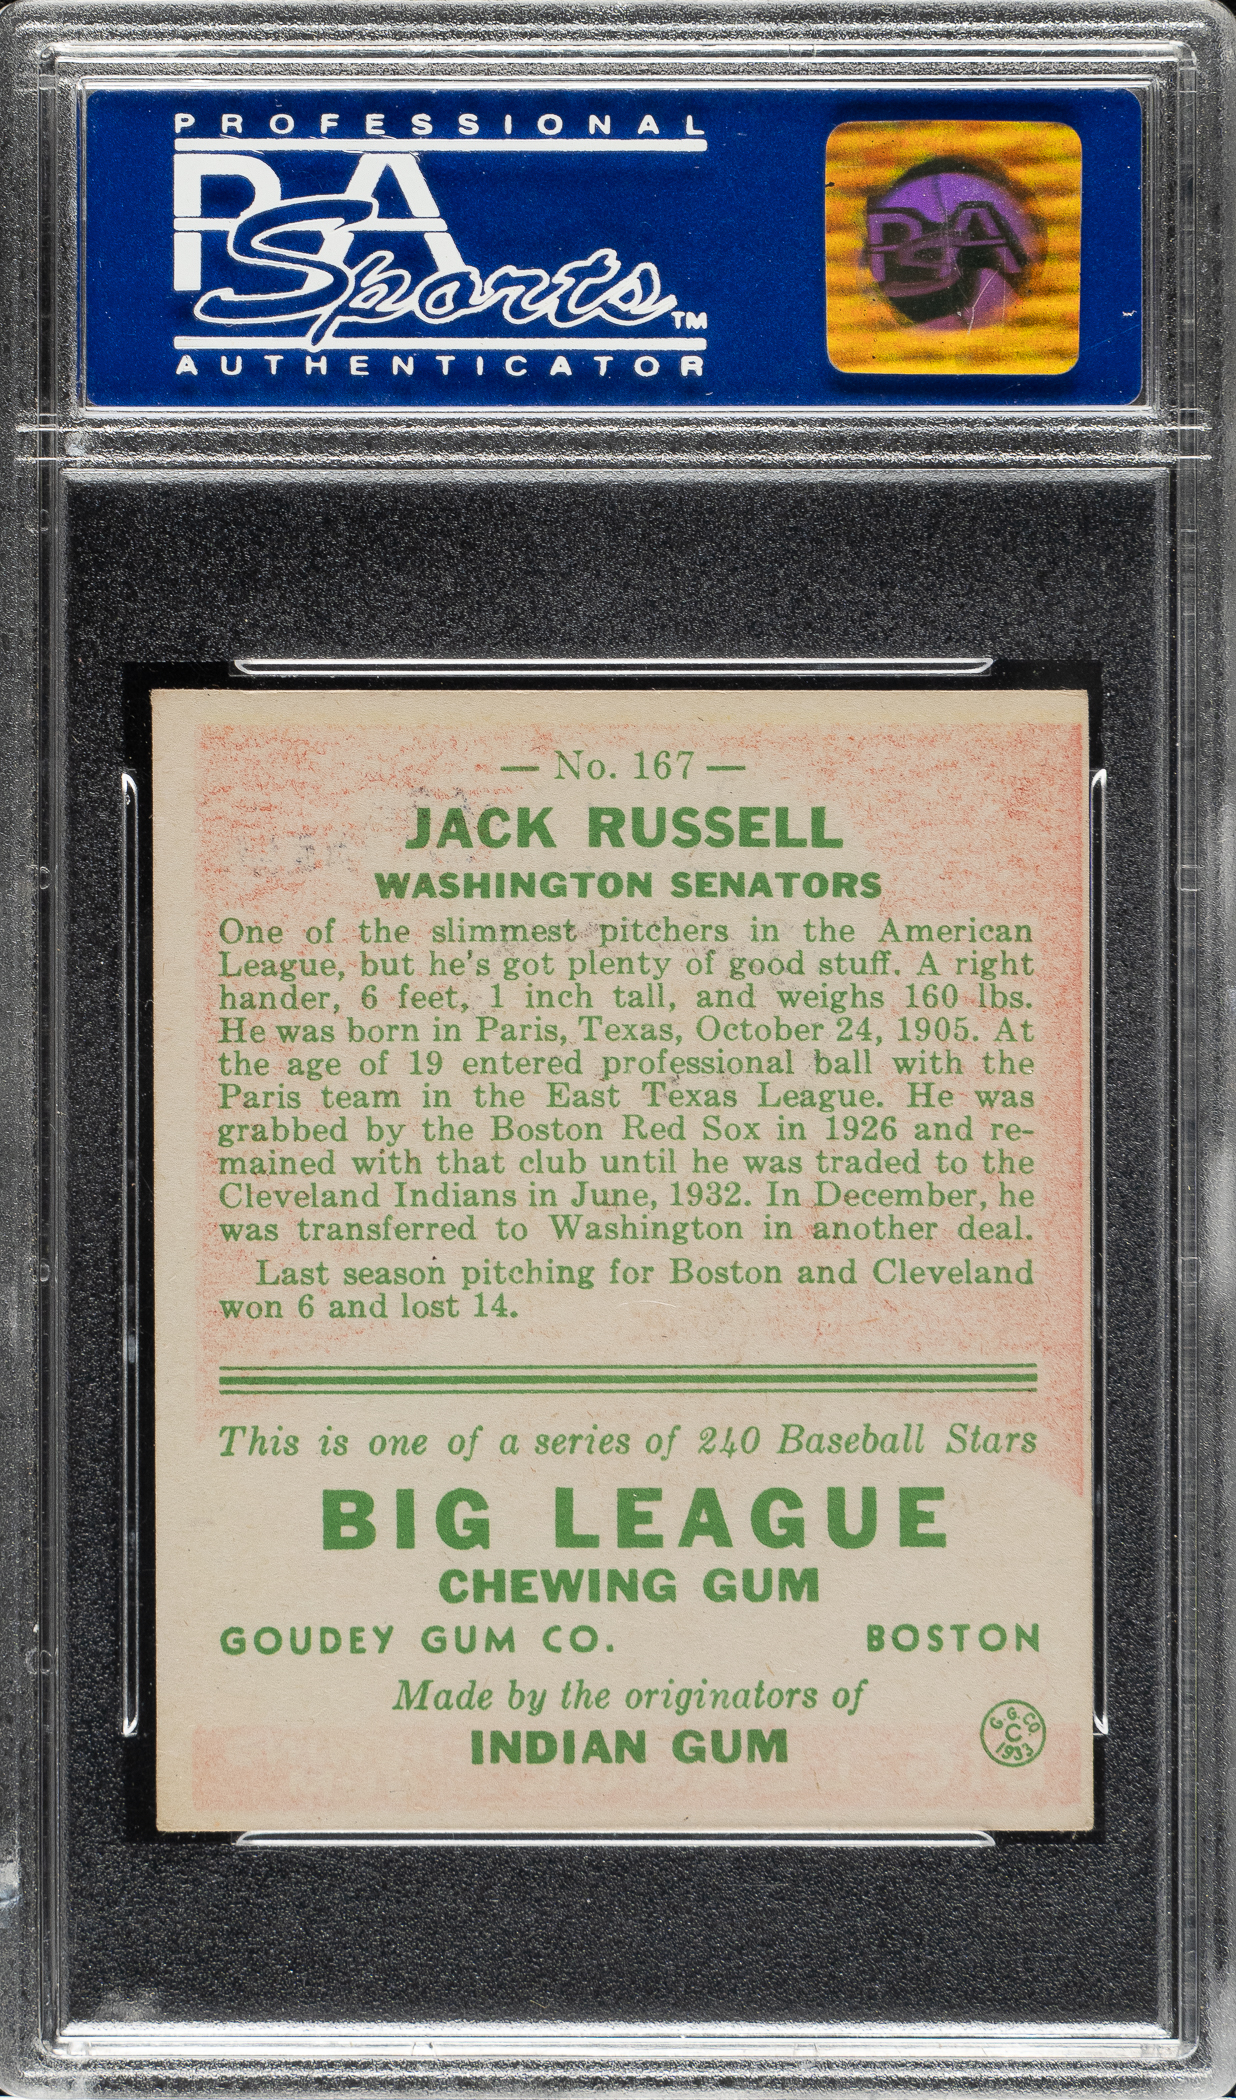 PROFESSIONAL
PSA
Sports™
AUTHENTICATOR
PSA
— No. 167 —
JACK RUSSELL
WASHINGTON SENATORS
One of the slimmest pitchers in the American
League, but he's got plenty of good stuff. A right
hander, 6 feet, 1 inch tall, and weighs 160 lbs.
He was born in Paris, Texas, October 24, 1905. At
the age of 19 entered professional ball with the
Paris team in the East Texas League. He was
grabbed by the Boston Red Sox in 1926 and re-
mained with that club until he was traded to the
Cleveland Indians in June, 1932. In December, he
was transferred to Washington in another deal.
Last season pitching for Boston and Cleveland
won 6 and lost 14.
This is one of a series of 240 Baseball Stars
BIG LEAGUE
CHEWING GUM
GOUDEY GUM CO. BOSTON
Made by the originators of
INDIAN GUM
G. G. CO.
C
1933